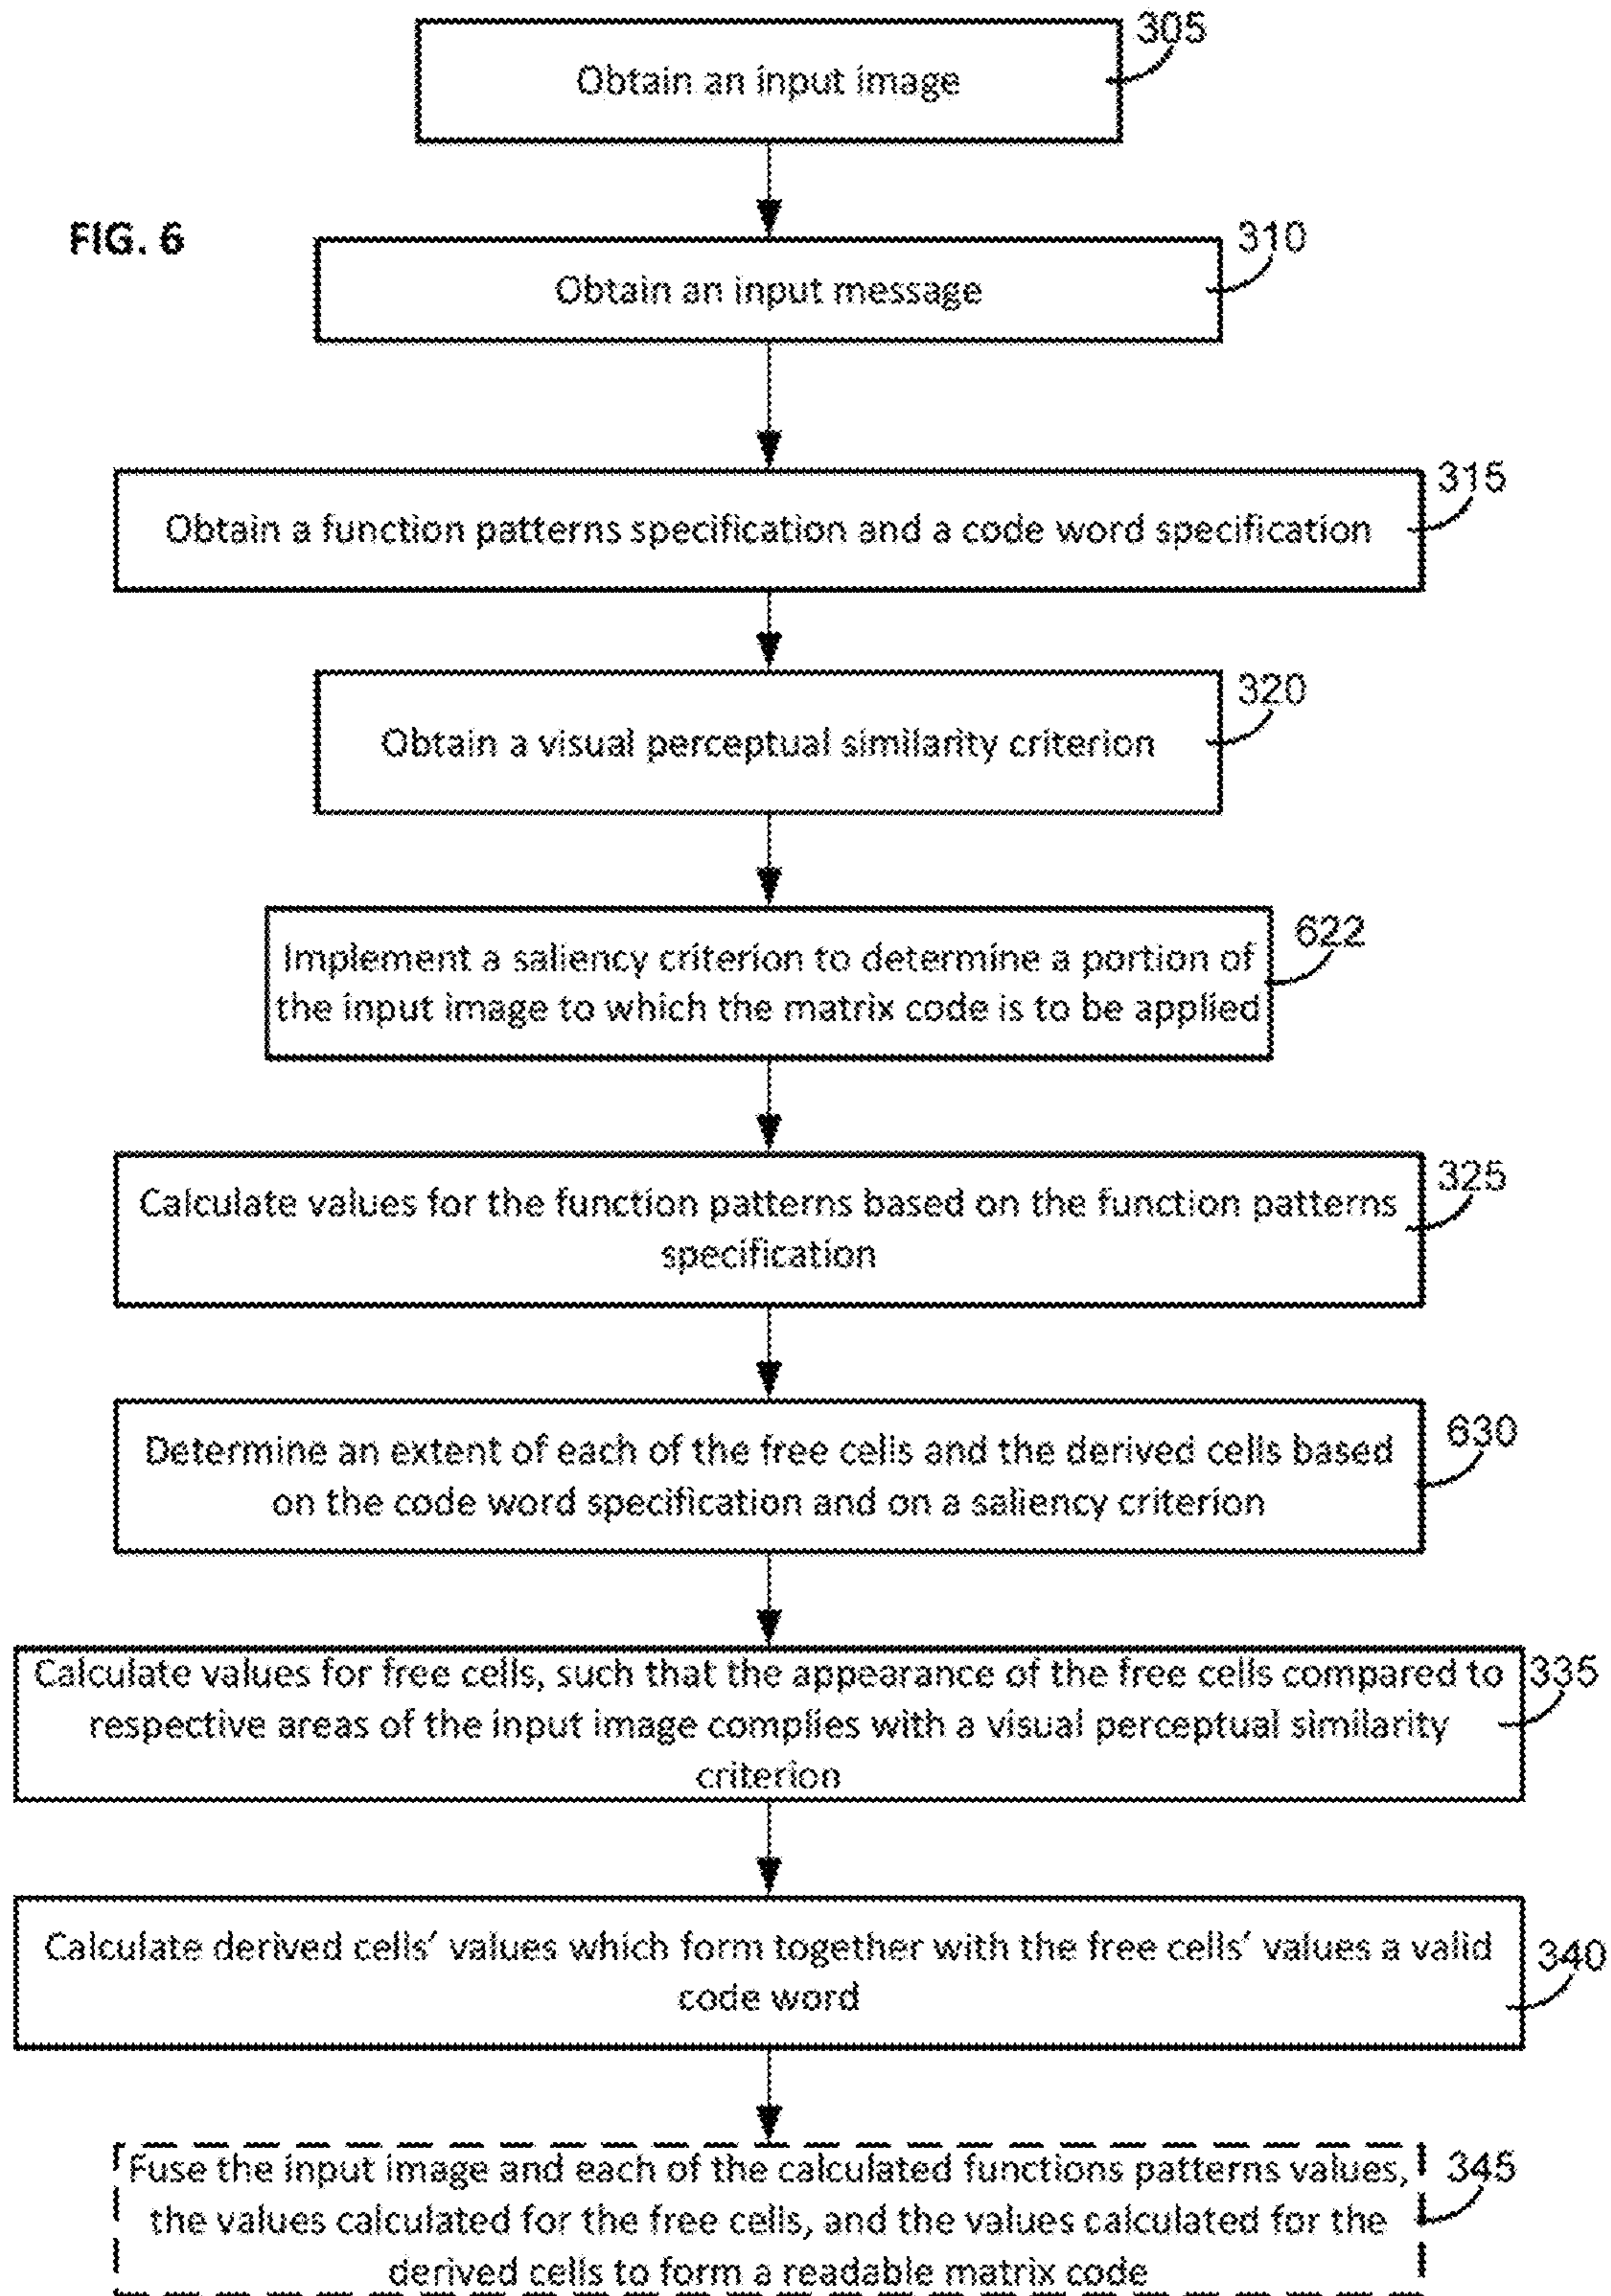 305
Obtain an input image
FIG. 6
310
Obtain an input message
315
Obtain a function patterns specification and a code word specification
320
Obtain a visual perceptual similarity criterion
622
Implement a saliency criterion to determine a portion of
the input image to which the matrix code is to be applied
325
Calculate values for the function patterns based on the function patterns
specification
630
Determine an extent of each of the free cells and the derived cells based
on the code word specification and on a saliency criterion
335
Calculate values for free cells, such that the appearance of the free cells compared to
respective areas of the input image complies with a visual perceptual similarity
criterion
340
Calculate derived cells’ values which form together with the free cells’ values a valid
code word
345
Fuse the input image and each of the calculated functions patterns values,
the values calculated for the free cells, and the values calculated for the
derived cells to form a readable matrix code